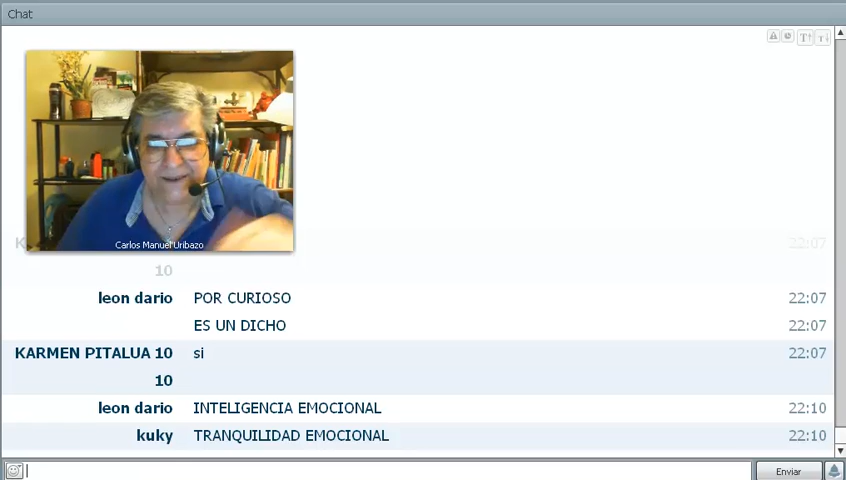 Chat
Carlos Manuel Uribazo
K
22:07
10
leon dario POR CURIOSO 22:07
ES UN DICHO 22:07
KARMEN PITALUA 10 si 22:07
10
leon dario INTELIGENCIA EMOCIONAL 22:10
kuky TRANQUILIDAD EMOCIONAL 22:10
Enviar